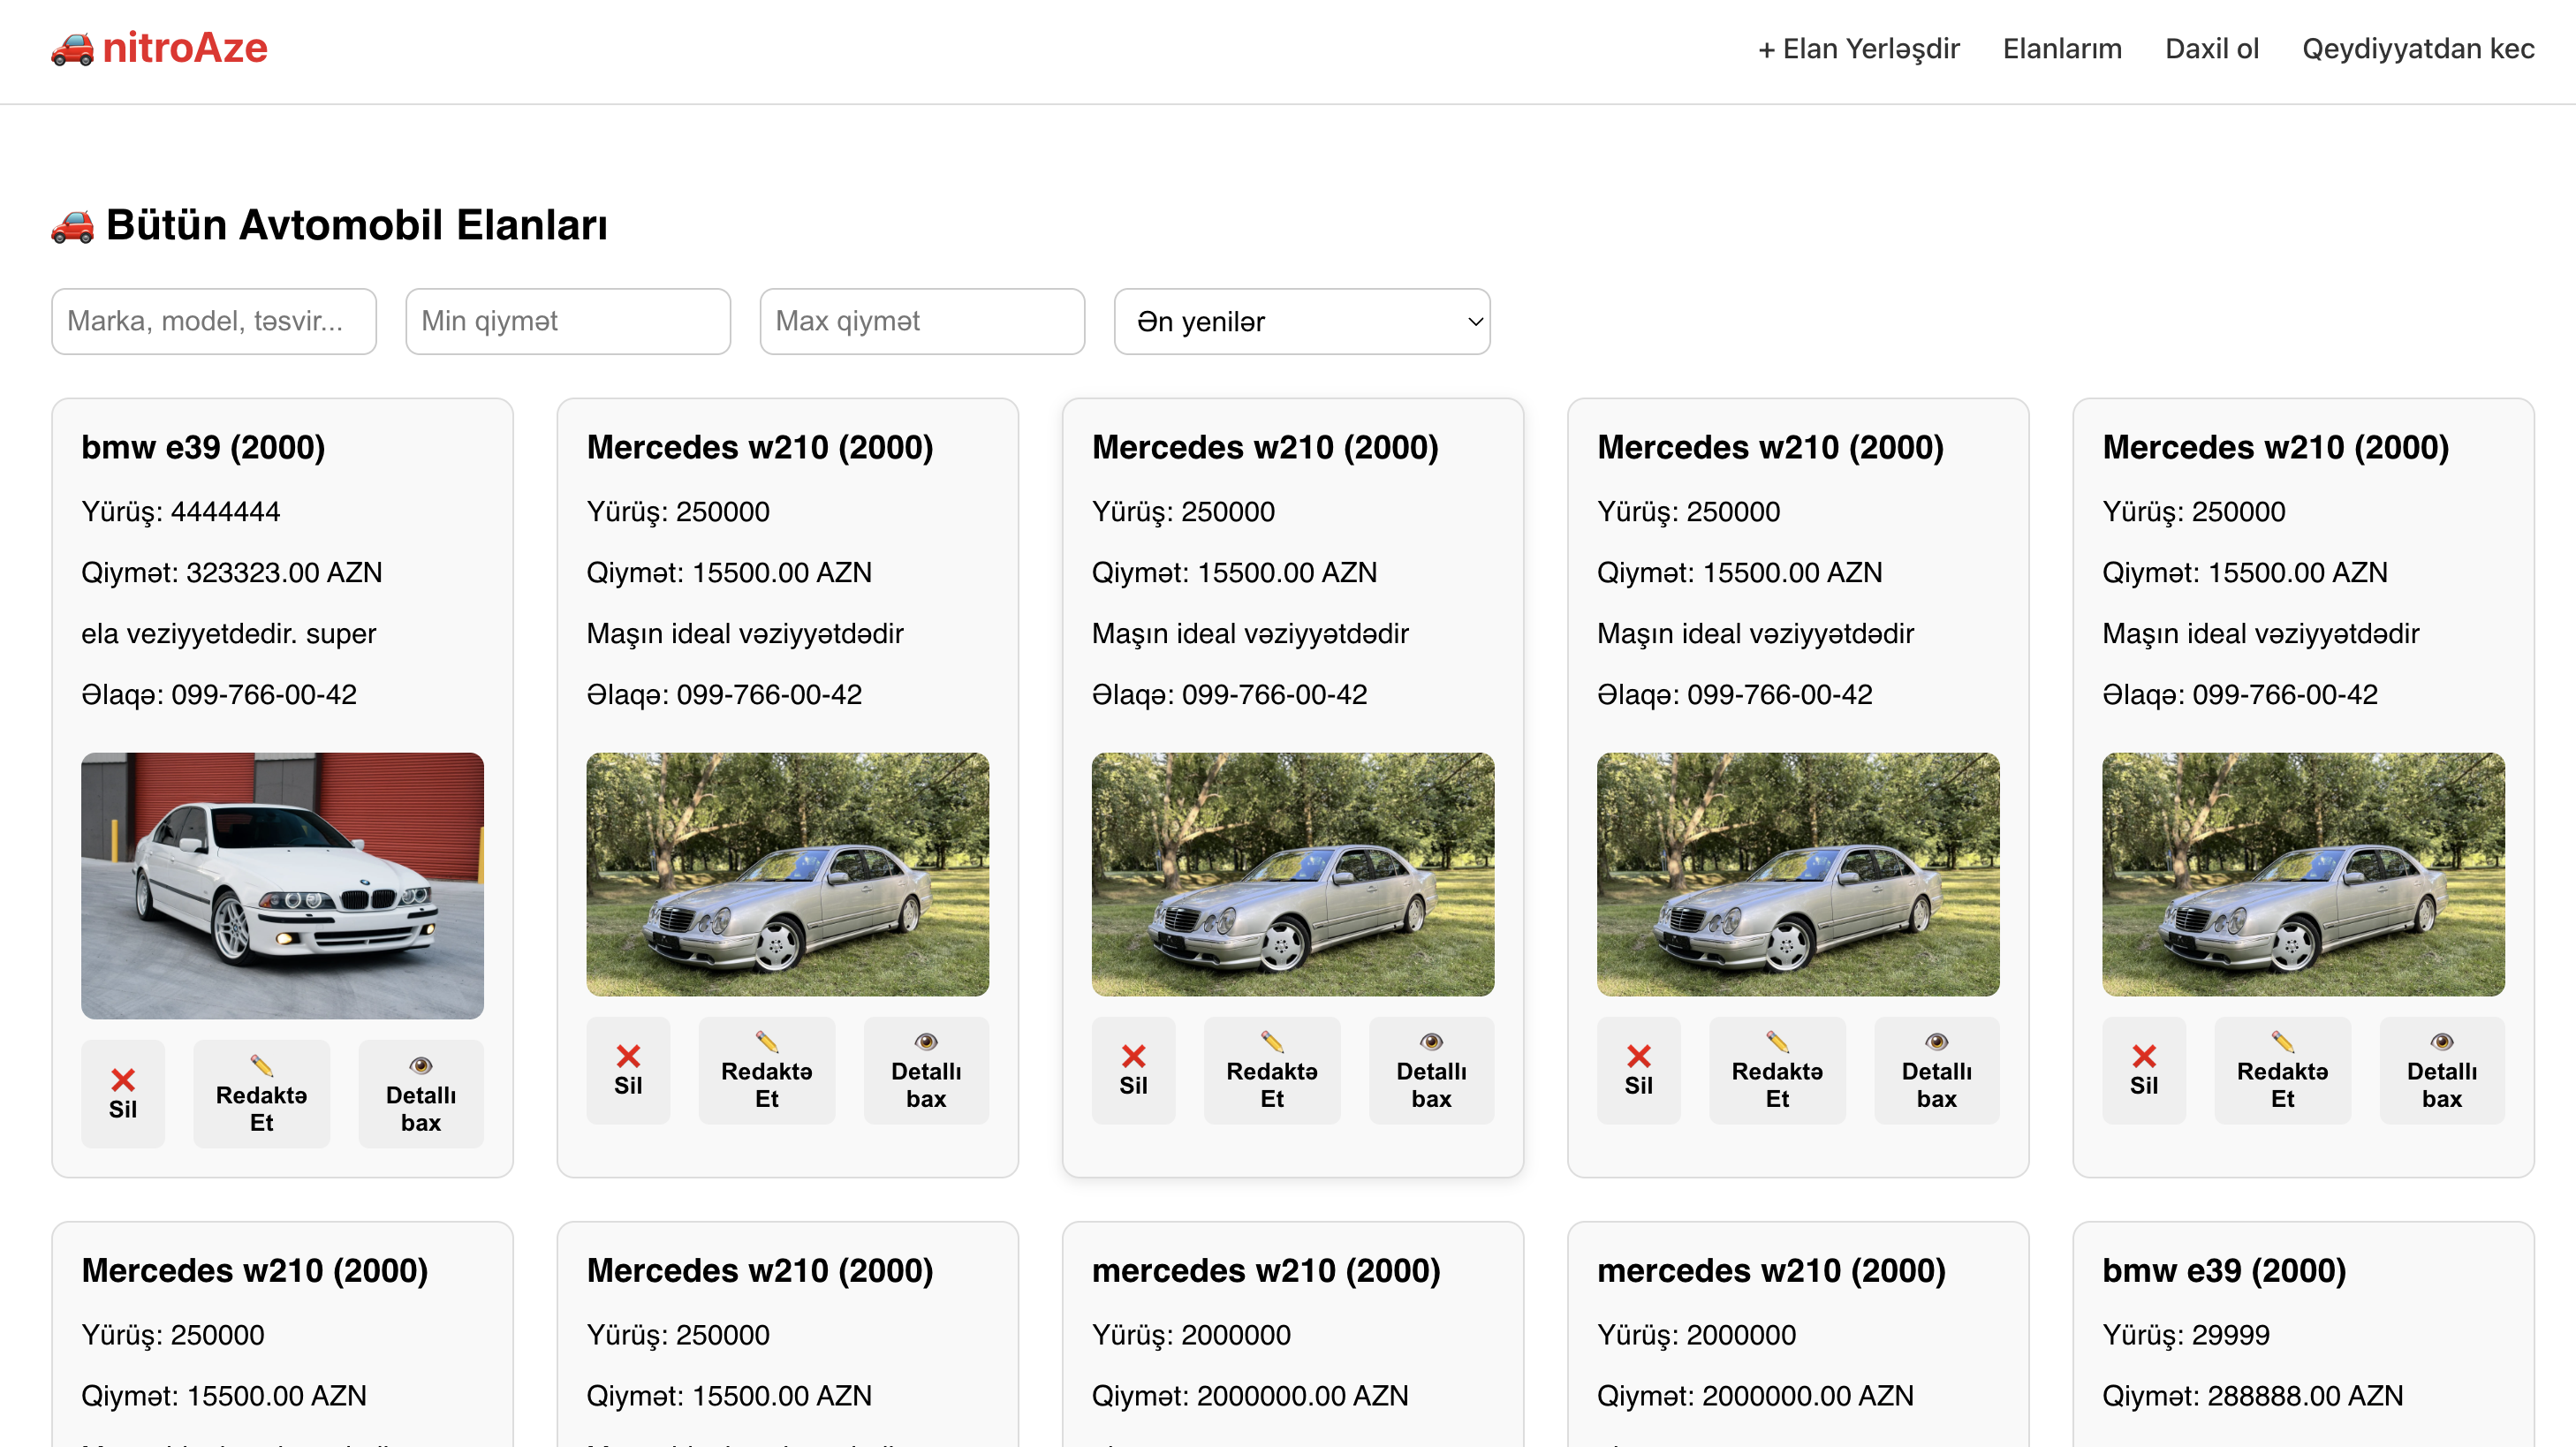 nitroAze
+ Elan Yerləşdir Elanlarım Daxil ol Qeydiyyatdan kec
Bütün Avtomobil Elanları
Marka, model, təsvir... Min qiymət Max qiymət Ən yenilər
bmw e39 (2000)
Yürüş: 4444444
Qiymət: 323323.00 AZN
ela veziyyetdedir. super
Əlaqə: 099-766-00-42
Sil
Redaktə
Et
Detallı
bax
Mercedes w210 (2000)
Yürüş: 250000
Qiymət: 15500.00 AZN
Maşın ideal vəziyyətdədir
Əlaqə: 099-766-00-42
Sil
Redaktə
Et
Detallı
bax
Mercedes w210 (2000)
Yürüş: 250000
Qiymət: 15500.00 AZN
Maşın ideal vəziyyətdədir
Əlaqə: 099-766-00-42
Sil
Redaktə
Et
Detallı
bax
Mercedes w210 (2000)
Yürüş: 250000
Qiymət: 15500.00 AZN
Maşın ideal vəziyyətdədir
Əlaqə: 099-766-00-42
Sil
Redaktə
Et
Detallı
bax
Mercedes w210 (2000)
Yürüş: 250000
Qiymət: 15500.00 AZN
Maşın ideal vəziyyətdədir
Əlaqə: 099-766-00-42
Sil
Redaktə
Et
Detallı
bax
Mercedes w210 (2000)
Yürüş: 250000
Qiymət: 15500.00 AZN
Mercedes w210 (2000)
Yürüş: 250000
Qiymət: 15500.00 AZN
mercedes w210 (2000)
Yürüş: 2000000
Qiymət: 2000000.00 AZN
mercedes w210 (2000)
Yürüş: 2000000
Qiymət: 2000000.00 AZN
bmw e39 (2000)
Yürüş: 29999
Qiymət: 288888.00 AZN